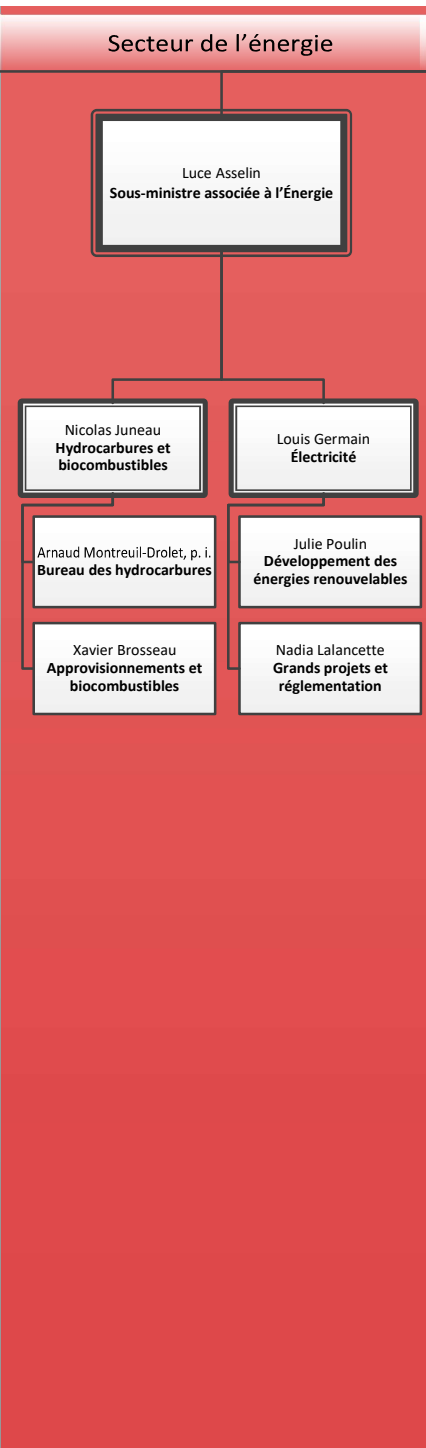 Secteur de l’énergie
Luce Asselin
Sous-ministre associée à l’Énergie
Nicolas Juneau
Hydrocarbures et
biocombustibles
Louis Germain
Électricité
Arnaud Montreuil-Drolet, p. i.
Bureau des hydrocarbures
Julie Poulin
Développement des
énergies renouvelables
Xavier Brosseau
Approvisionnements et
biocombustibles
Nadia Lalancette
Grands projets et
réglementation